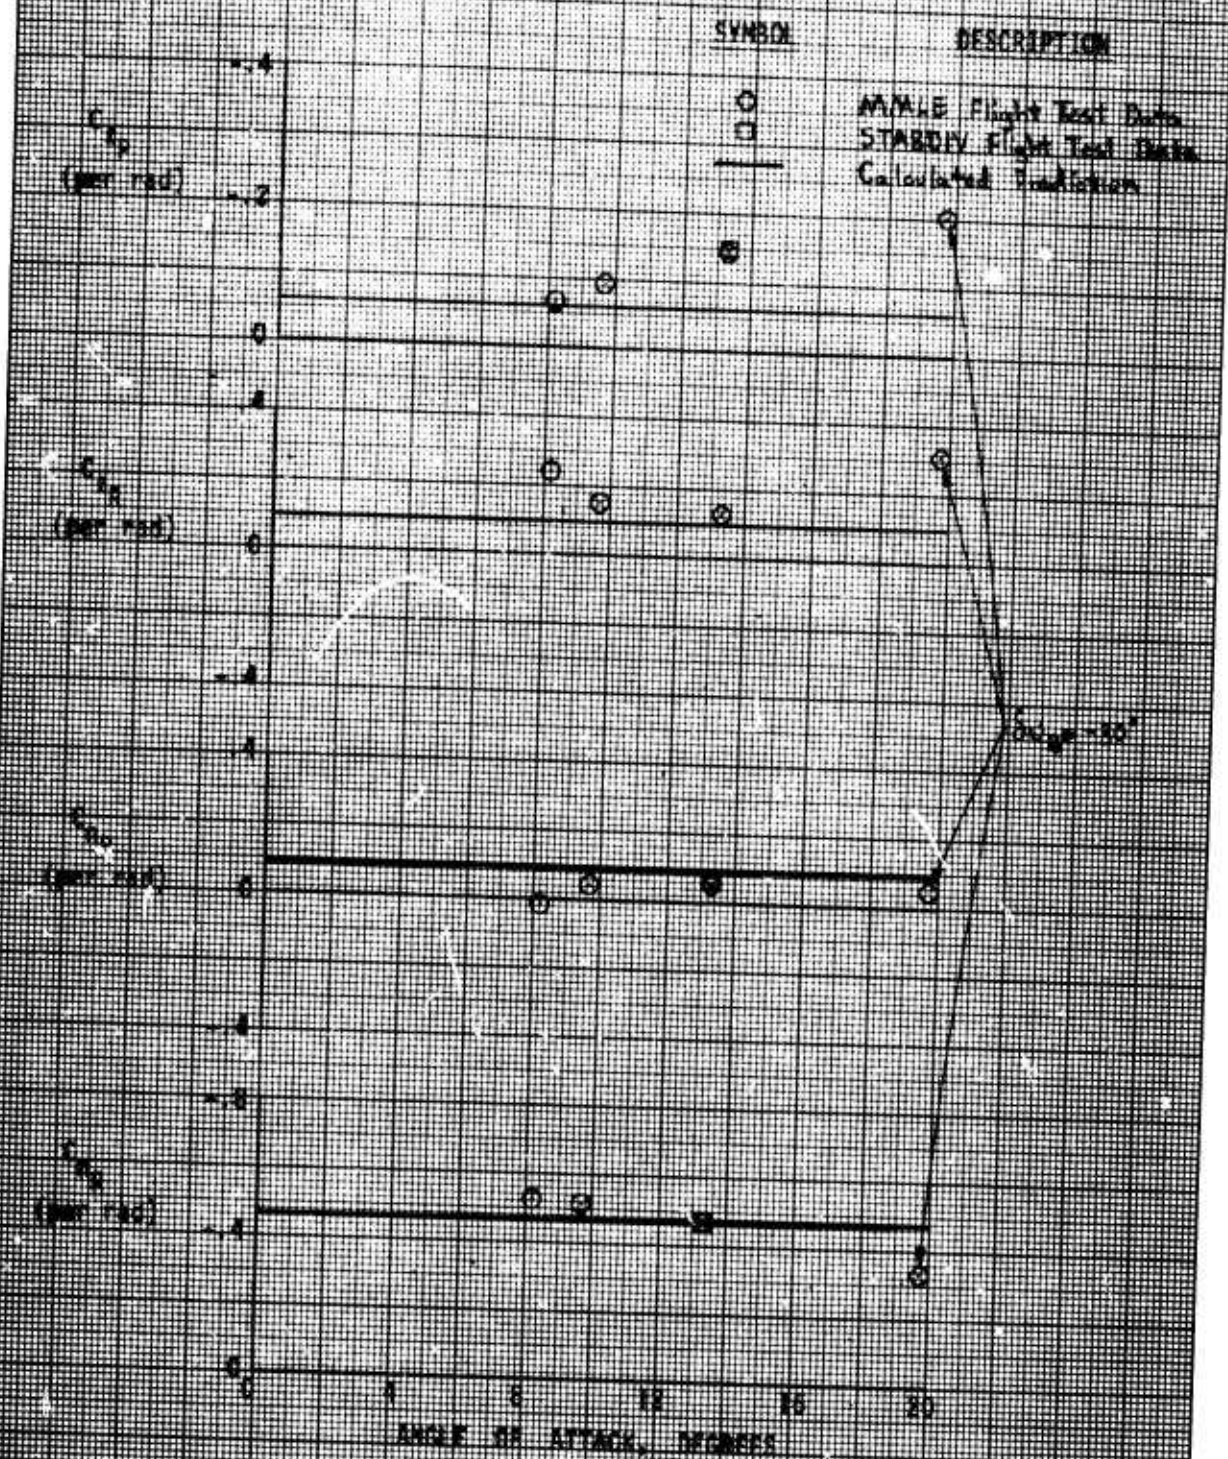 SYMBOL DESCRIPTION
○ MMLE Flight Test Data
□ STABDIV Flight Test Data
Calculated Prediction
-.4
(per rad)
-.2
0
.4
(per rad)
0
-.4
.4
(per rad)
0
-.4
-.8
(per rad)
-.4
0
0 4 8 12 16 20
ANGLE OF ATTACK, DEGREES